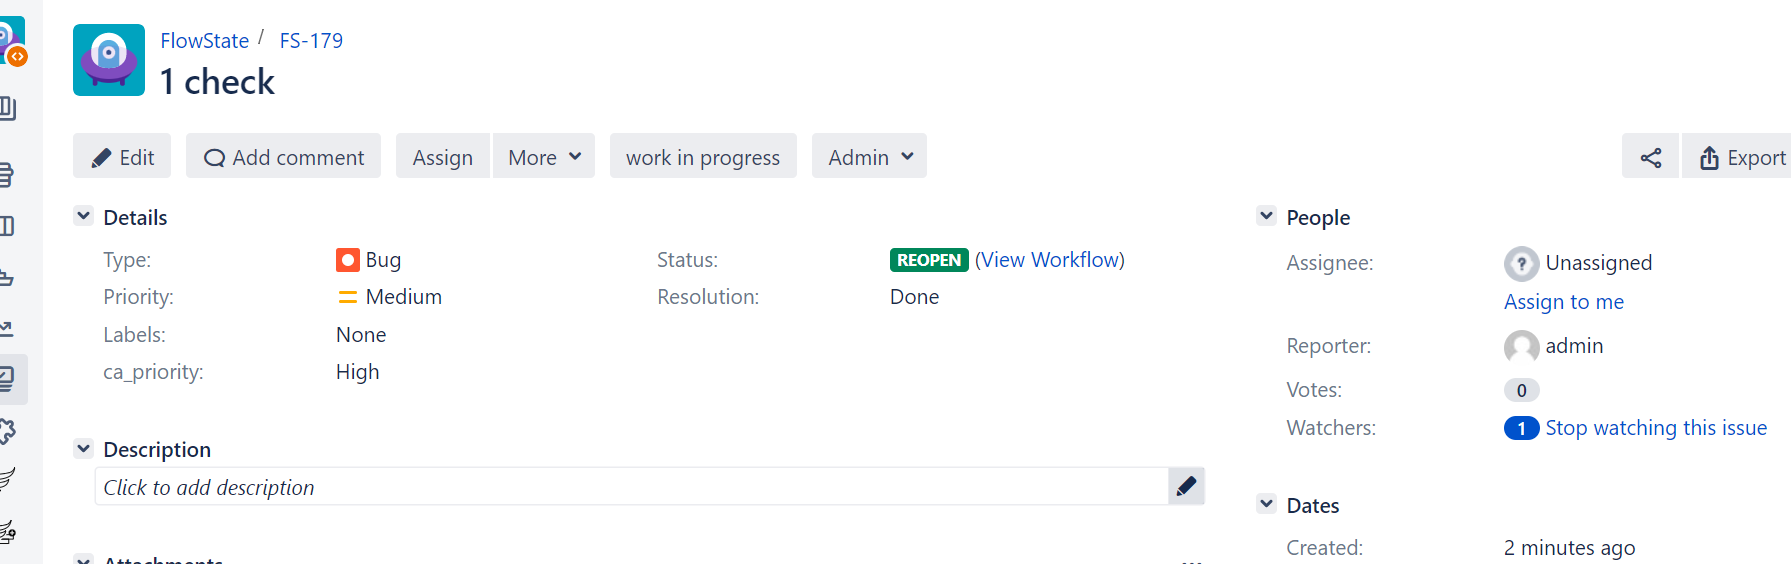 FlowState / FS-179
1 check
Edit Add comment Assign More work in progress Admin Export
Details
Type: Bug Status: REOPEN (View Workflow)
Priority: Medium Resolution: Done
Labels: None
ca_priority: High
Description
Click to add description
Attachments
People
Assignee: ? Unassigned
Assign to me
Reporter: admin
Votes: 0
Watchers: 1 Stop watching this issue
Dates
Created: 2 minutes ago